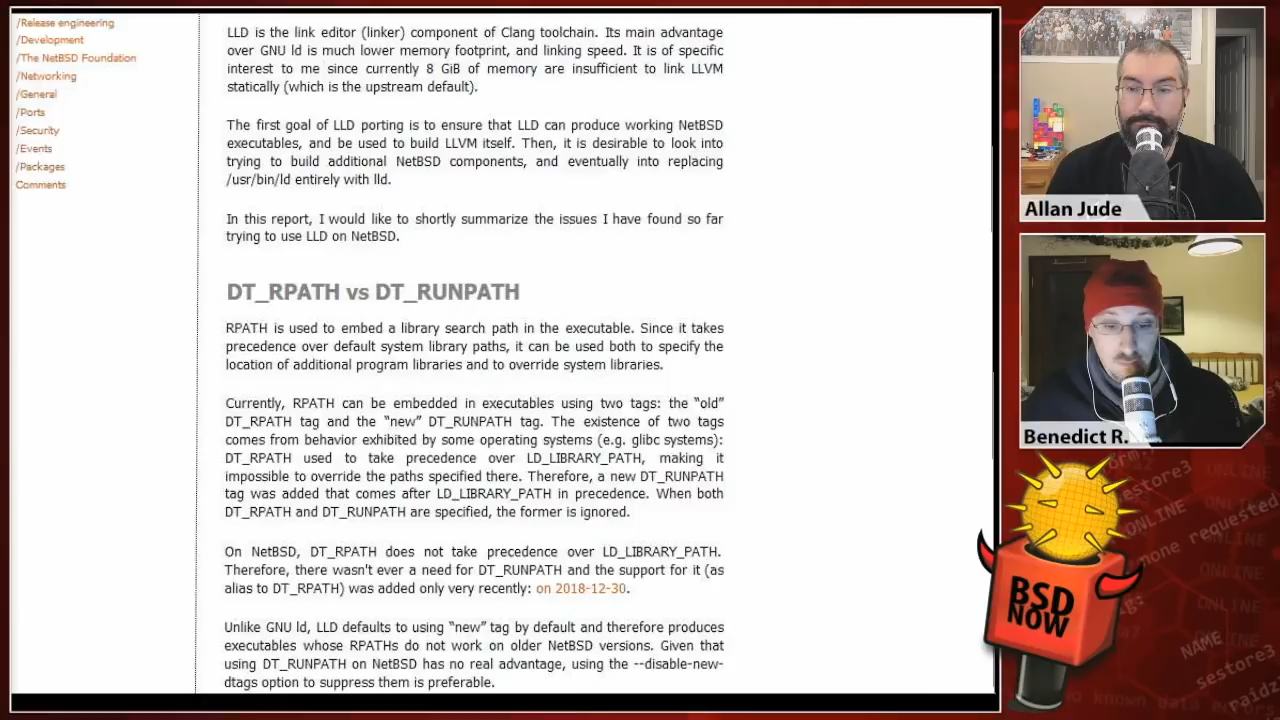 /Release engineering
/Development
/The NetBSD Foundation
/Networking
/General
/Ports
/Security
/Events
/Packages
Comments
LLD is the link editor (linker) component of Clang toolchain. Its main advantage
over GNU ld is much lower memory footprint, and linking speed. It is of specific
interest to me since currently 8 GiB of memory are insufficient to link LLVM
statically (which is the upstream default).
The first goal of LLD porting is to ensure that LLD can produce working NetBSD
executables, and be used to build LLVM itself. Then, it is desirable to look into
trying to build additional NetBSD components, and eventually into replacing
/usr/bin/ld entirely with lld.
In this report, I would like to shortly summarize the issues I have found so far
trying to use LLD on NetBSD.
DT_RPATH vs DT_RUNPATH
RPATH is used to embed a library search path in the executable. Since it takes
precedence over default system library paths, it can be used both to specify the
location of additional program libraries and to override system libraries.
Currently, RPATH can be embedded in executables using two tags: the “old”
DT_RPATH tag and the “new” DT_RUNPATH tag. The existence of two tags
comes from behavior exhibited by some operating systems (e.g. glibc systems):
DT_RPATH used to take precedence over LD_LIBRARY_PATH, making it
impossible to override the paths specified there. Therefore, a new DT_RUNPATH
tag was added that comes after LD_LIBRARY_PATH in precedence. When both
DT_RPATH and DT_RUNPATH are specified, the former is ignored.
On NetBSD, DT_RPATH does not take precedence over LD_LIBRARY_PATH.
Therefore, there wasn't ever a need for DT_RUNPATH and the support for it (as
alias to DT_RPATH) was added only very recently: on 2018-12-30.
Unlike GNU ld, LLD defaults to using “new” tag by default and therefore produces
executables whose RPATHs do not work on older NetBSD versions. Given that
using DT_RUNPATH on NetBSD has no real advantage, using the --disable-new-
dtags option to suppress them is preferable.
Allan Jude
Benedict R.
BSD
NOW
estore3
ONLINE
ONLINE
none requested
ONLINE
ONLINE
NAME
sestore3
raidz